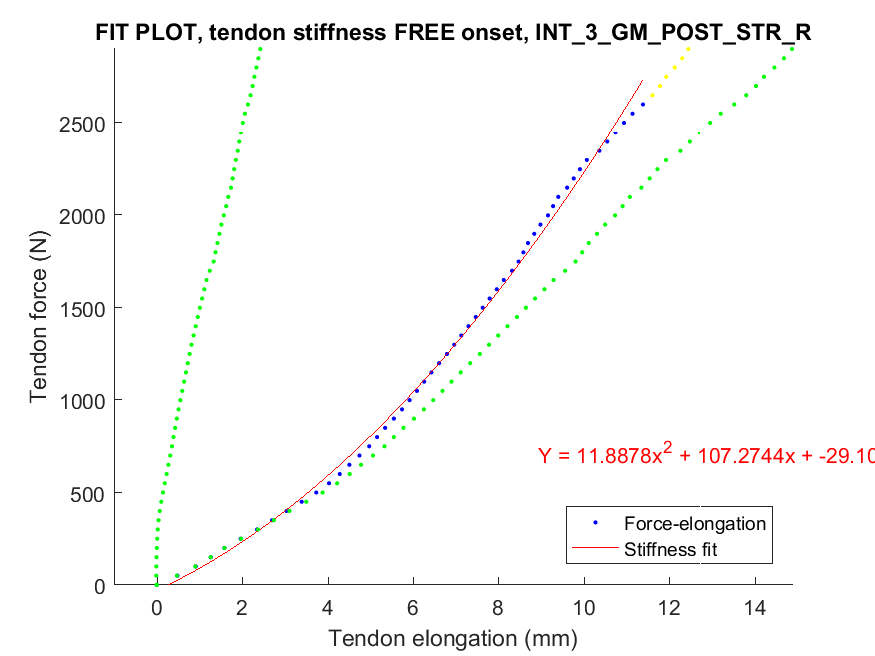 FIT PLOT, tendon stiffness FREE onset, INT_3_GM_POST_STR_R
2500
2000
1500
1000
500
0
Tendon force (N)
Y = 11.8878x² + 107.2744x + -29.10
Force-elongation
Stiffness fit
0 2 4 6 8 10 12 14
Tendon elongation (mm)